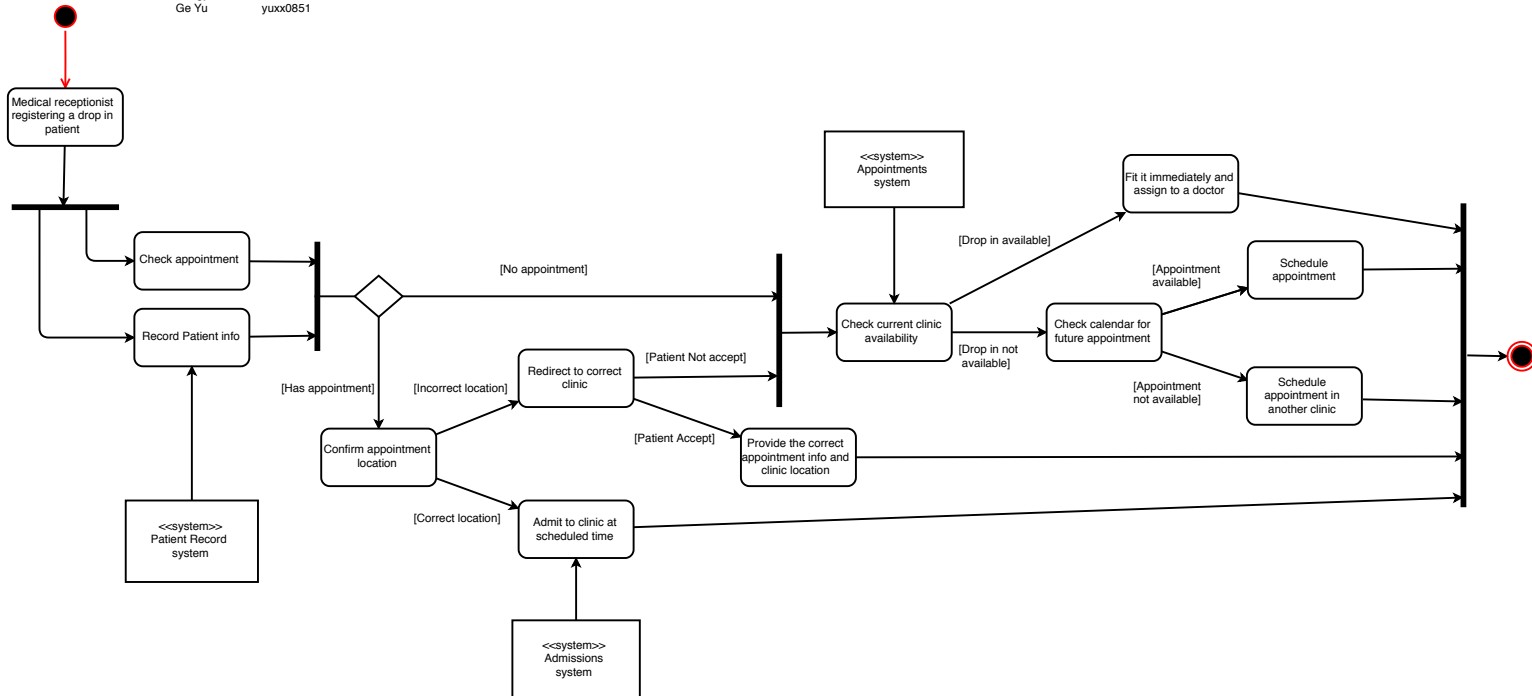 Ge Yu yuxx0851
Medical receptionist
registering a drop in
patient
Check appointment
Record Patient info
<<system>>
Patient Record
system
[No appointment]
[Has appointment]
Confirm appointment
location
[Incorrect location]
[Correct location]
Redirect to correct
clinic
[Patient Not accept]
[Patient Accept]
Provide the correct
appointment info and
clinic location
Admit to clinic at
scheduled time
<<system>>
Admissions
system
<<system>>
Appointments
system
Check current clinic
availability
[Drop in available]
[Drop in not
available]
Fit it immediately and
assign to a doctor
Check calendar for
future appointment
[Appointment
available]
[Appointment
not available]
Schedule
appointment
Schedule
appointment in
another clinic